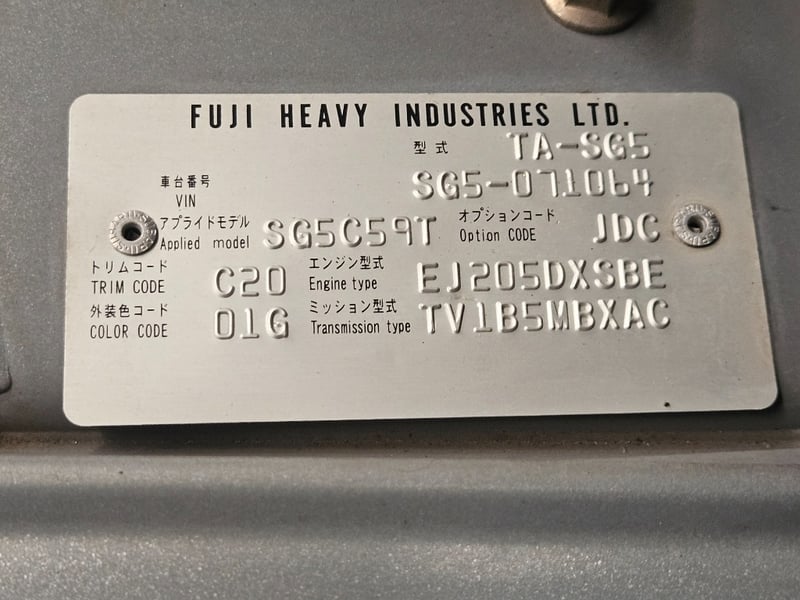 FUJI HEAVY INDUSTRIES LTD.
型式 TA-SG5
車台番号 VIN SG5-071064
アプライドモデル Applied model SG5C59T オプションコード Option CODE JDC
トリムコード TRIM CODE C20 エンジン型式 Engine type EJ205DXSBE
外装色コード COLOR CODE 01G ミッション型式 Transmission type TV1B5MBXAC